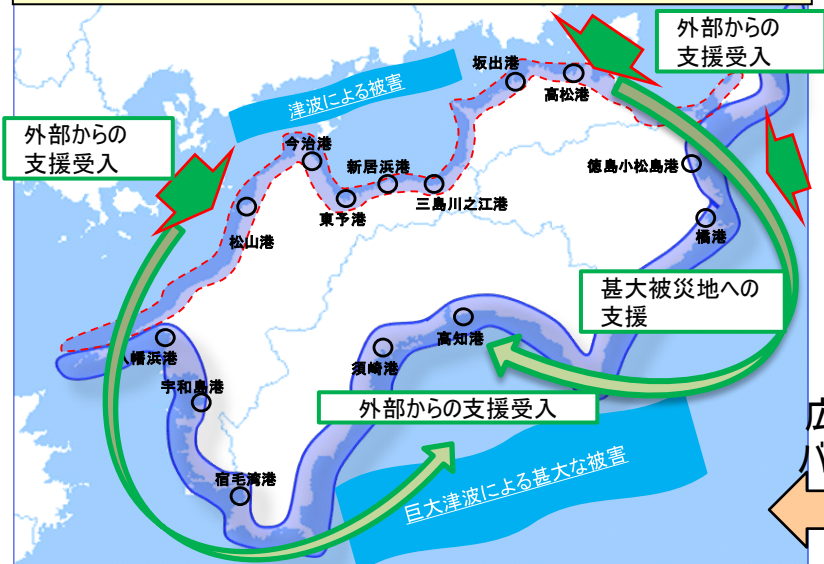 外部からの
支援受入
坂出港
高松港
津波による被害
外部からの
支援受入
今治港
新居浜港
徳島小松島港
東予港
三島川之江港
松山港
橘港
甚大被災地への
支援
高知港
八幡浜港
須崎港
宇和島港
外部からの支援受入
宿毛湾港
巨大津波による甚大な被害